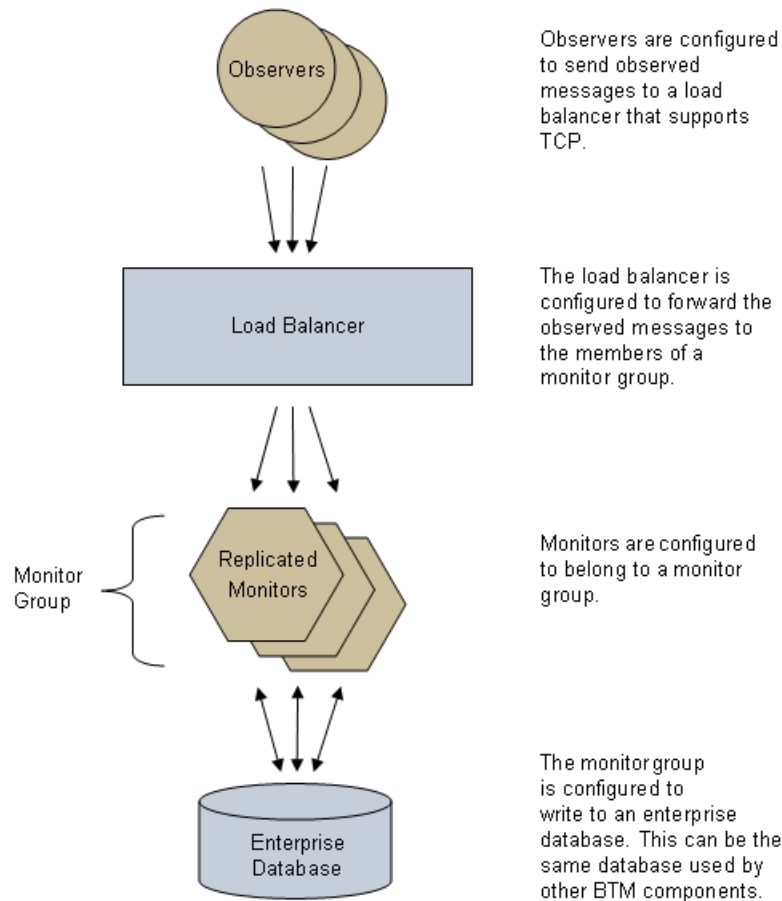 Observers
Observers are configured
to send observed
messages to a load
balancer that supports
TCP.
Load Balancer
The load balancer is
configured to forward the
observed messages to
the members of a
monitor group.
Monitor
Group
Replicated
Monitors
Monitors are configured
to belong to a monitor
group.
Enterprise
Database
The monitor group
is configured to
write to an enterprise
database. This can be the
same database used by
other BTM components.